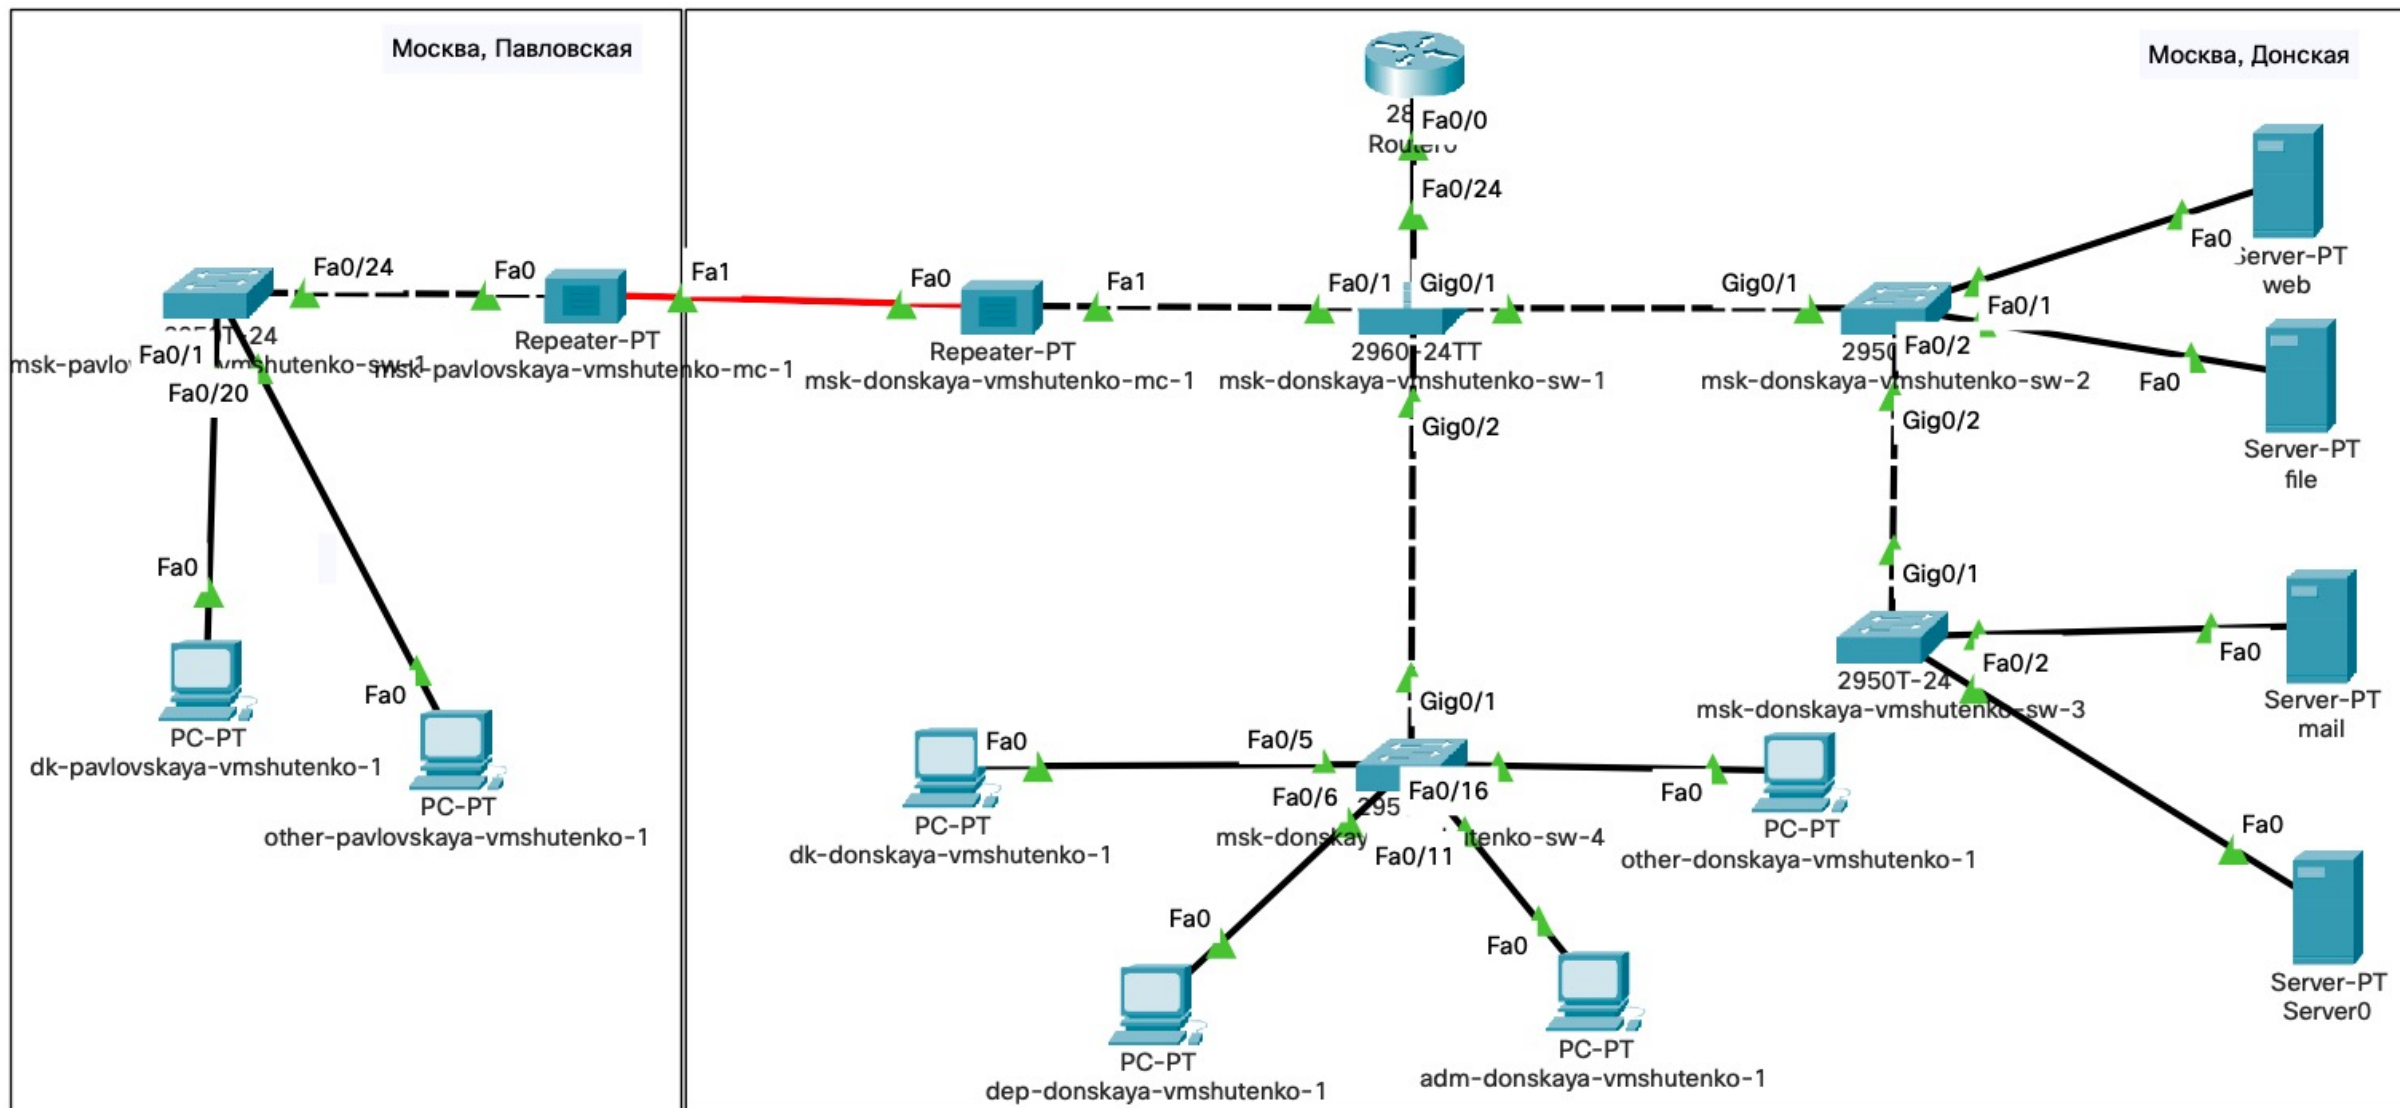 Москва, Павловская
Москва, Донская
Fa0/0
Fa0/24
Fa0
Server-PT
web
Fa0/24
Fa0
Fa1
Fa0
Fa1
Fa0/1
Gig0/1
Gig0/1
Fa0/1
Fa0/1
Fa0/20
Repeater-PT
msk-pavlovskaya-vmshutenko-mc-1
Repeater-PT
msk-donskaya-vmshutenko-mc-1
2960-24TT
msk-donskaya-vmshutenko-sw-1
Fa0/2
msk-donskaya-vmshutenko-sw-2
Fa0
Gig0/2
Gig0/2
Server-PT
file
Fa0
Gig0/1
Fa0/2
Fa0
2950T-24
msk-donskaya-vmshutenko-sw-3
Server-PT
mail
Fa0
PC-PT
dk-pavlovskaya-vmshutenko-1
PC-PT
other-pavlovskaya-vmshutenko-1
Gig0/1
Fa0
Fa0/5
Fa0/6
Fa0/16
Fa0/11
Fa0
PC-PT
dk-donskaya-vmshutenko-1
PC-PT
other-donskaya-vmshutenko-1
Fa0
Server-PT
Server0
Fa0
Fa0
PC-PT
dep-donskaya-vmshutenko-1
PC-PT
adm-donskaya-vmshutenko-1